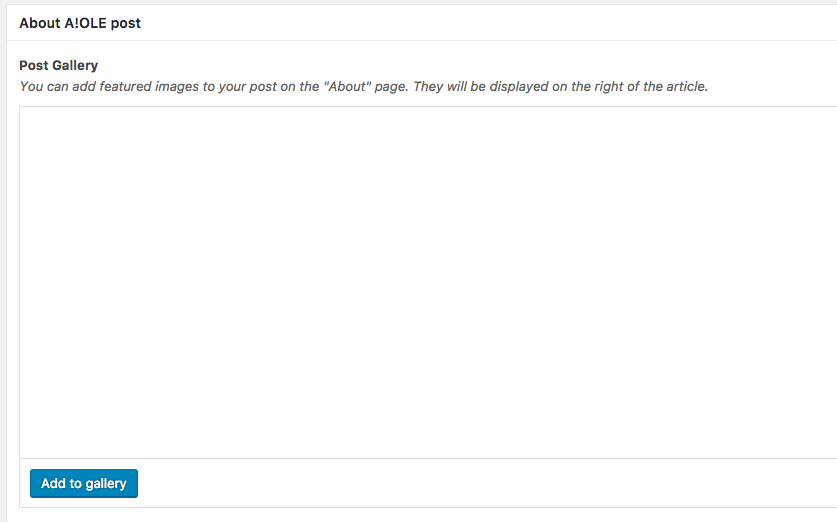 About A!OLE post
Post Gallery
You can add featured images to your post on the "About" page. They will be displayed on the right of the article.
Add to gallery